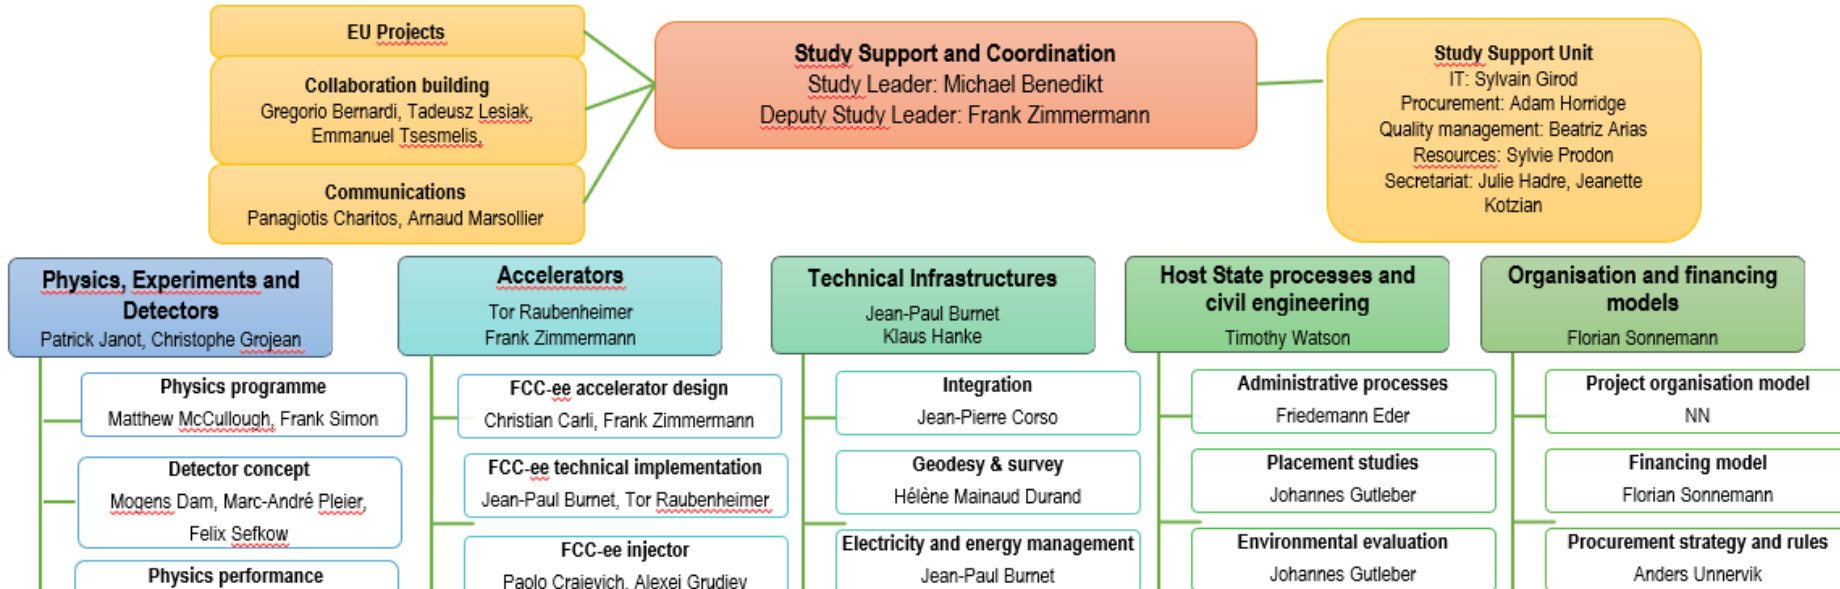 EU Projects
Collaboration building
Gregorio Bernardi, Tadeusz Lesiak,
Emmanuel Tsesmelis,
Communications
Panagiotis Charitos, Arnaud Marsollier
Study Support and Coordination
Study Leader: Michael Benedikt
Deputy Study Leader: Frank Zimmermann
Study Support Unit
IT: Sylvain Girod
Procurement: Adam Horridge
Quality management: Beatriz Arias
Resources: Sylvie Prodon
Secretariat: Julie Hadre, Jeanette
Kotzian
Physics, Experiments and
Detectors
Patrick Janot, Christophe Grojean
Physics programme
Matthew McCullough, Frank Simon
Detector concept
Mogens Dam, Marc-André Pleier,
Felix Sefkow
Physics performance
Accelerators
Tor Raubenheimer
Frank Zimmermann
FCC-ee accelerator design
Christian Carli, Frank Zimmermann
FCC-ee technical implementation
Jean-Paul Burnet, Tor Raubenheimer
FCC-ee injector
Paolo Craievich, Alexej Grudiev
Technical Infrastructures
Jean-Paul Burnet
Klaus Hanke
Integration
Jean-Pierre Corso
Geodesy & survey
Hélène Mainaud Durand
Electricity and energy management
Jean-Paul Burnet
Host State processes and
civil engineering
Timothy Watson
Administrative processes
Friedemann Eder
Placement studies
Johannes Gutleber
Environmental evaluation
Johannes Gutleber
Organisation and financing
models
Florian Sonnemann
Project organisation model
NN
Financing model
Florian Sonnemann
Procurement strategy and rules
Anders Unnervik